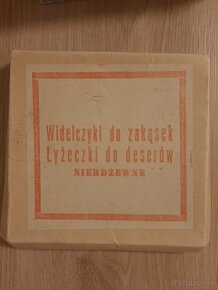 Widelczyki do zakąsek
Łyżeczki do deserów
NIERDZEWNE